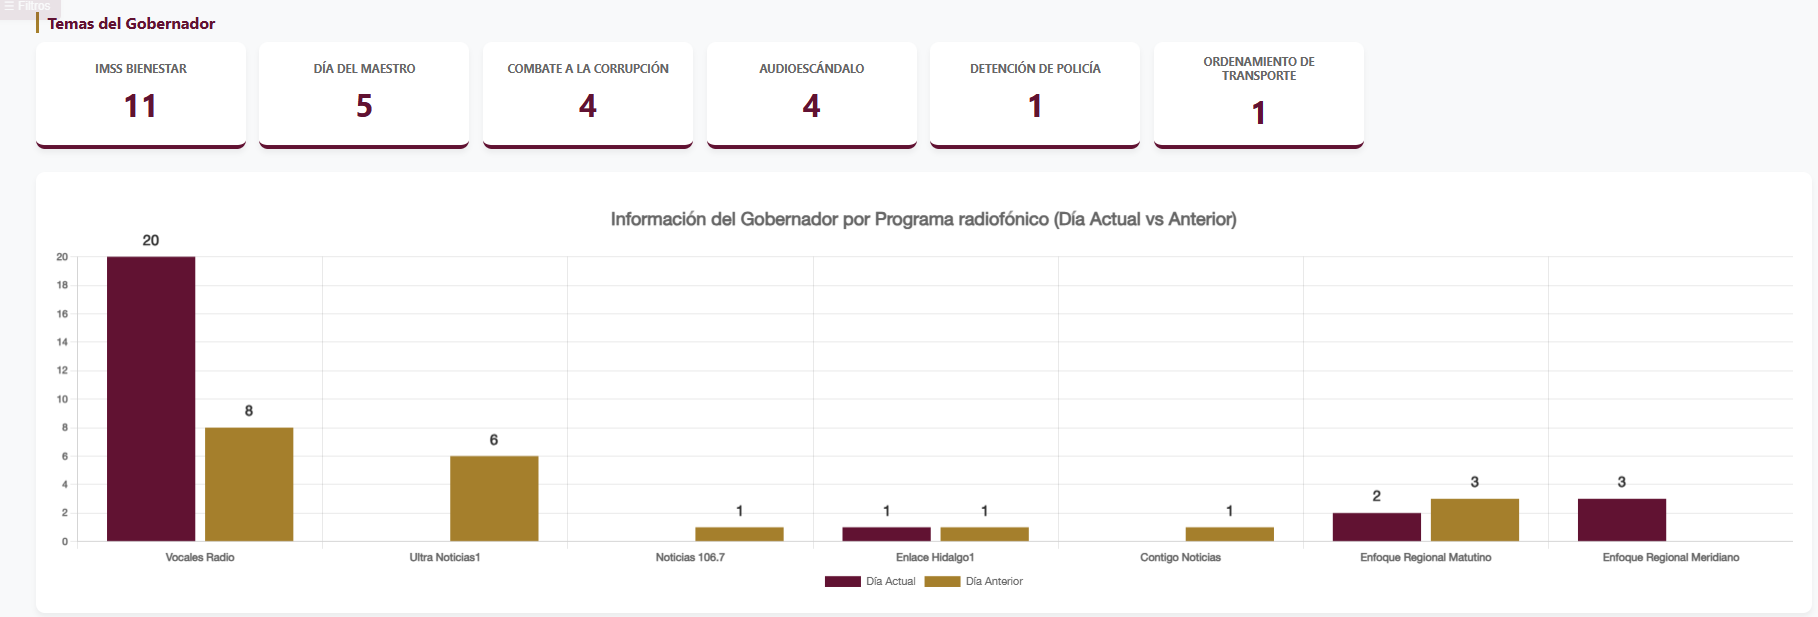 ☰ Filtros
Temas del Gobernador
IMSS BIENESTAR
11
DÍA DEL MAESTRO
5
COMBATE A LA CORRUPCIÓN
4
AUDIOESCÁNDALO
4
DETENCIÓN DE POLICÍA
1
ORDENAMIENTO DE
TRANSPORTE
1
Información del Gobernador por Programa radiofónico (Día Actual vs Anterior)
20
18
16
14
12
10
8
6
4
2
0
20
8
6
1
1
1
1
2
3
3
Vocales Radio
Ultra Noticias1
Noticias 106.7
Enlace Hidalgo1
Contigo Noticias
Enfoque Regional Matutino
Enfoque Regional Meridiano
Día Actual
Día Anterior